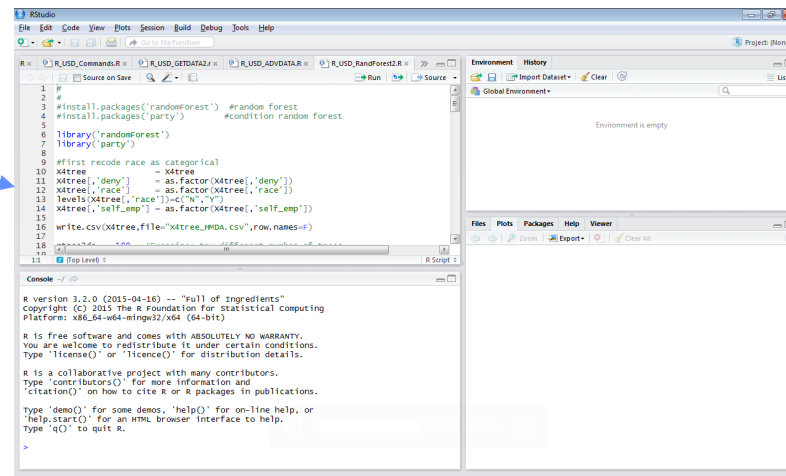 RStudio
File Edit Code View Plots Session Build Debug Tools Help
Go to file/function
Project: (Non
R × R_USD_Commands.R × R_USD_GETDATA2.r × R_USD_ADVDATA.R × R_USD_RandForest2.R ×
Source on Save Run Source
1 #
2 #
3 #install.packages('randomForest') #random forest
4 #install.packages('party') #condition random forest
5
6 library('randomForest')
7 library('party')
8
9 #first recode race as categorical
10 X4tree = X4tree
11 X4tree[,'deny'] = as.factor(X4tree[,'deny'])
12 X4tree[,'race'] = as.factor(X4tree[,'race'])
13 levels(X4tree[,'race'])=c("N","Y")
14 X4tree[,'self_emp'] = as.factor(X4tree[,'self_emp'])
15
16 write.csv(X4tree,file="X4tree_HMDA.csv",row.names=F)
17
18
1:1 (Top Level) R Script
Console ~/
R version 3.2.0 (2015-04-16) -- "Full of Ingredients"
Copyright (C) 2015 The R Foundation for Statistical Computing
Platform: x86_64-w64-mingw32/x64 (64-bit)
R is free software and comes with ABSOLUTELY NO WARRANTY.
You are welcome to redistribute it under certain conditions.
Type 'license()' or 'licence()' for distribution details.
R is a collaborative project with many contributors.
Type 'contributors()' for more information and
'citation()' on how to cite R or R packages in publications.
Type 'demo()' for some demos, 'help()' for on-line help, or
'help.start()' for an HTML browser interface to help.
Type 'q()' to quit R.
>
Environment History
Import Dataset Clear Lis
Global Environment
Environment is empty
Files Plots Packages Help Viewer
Zoom Export Clear All